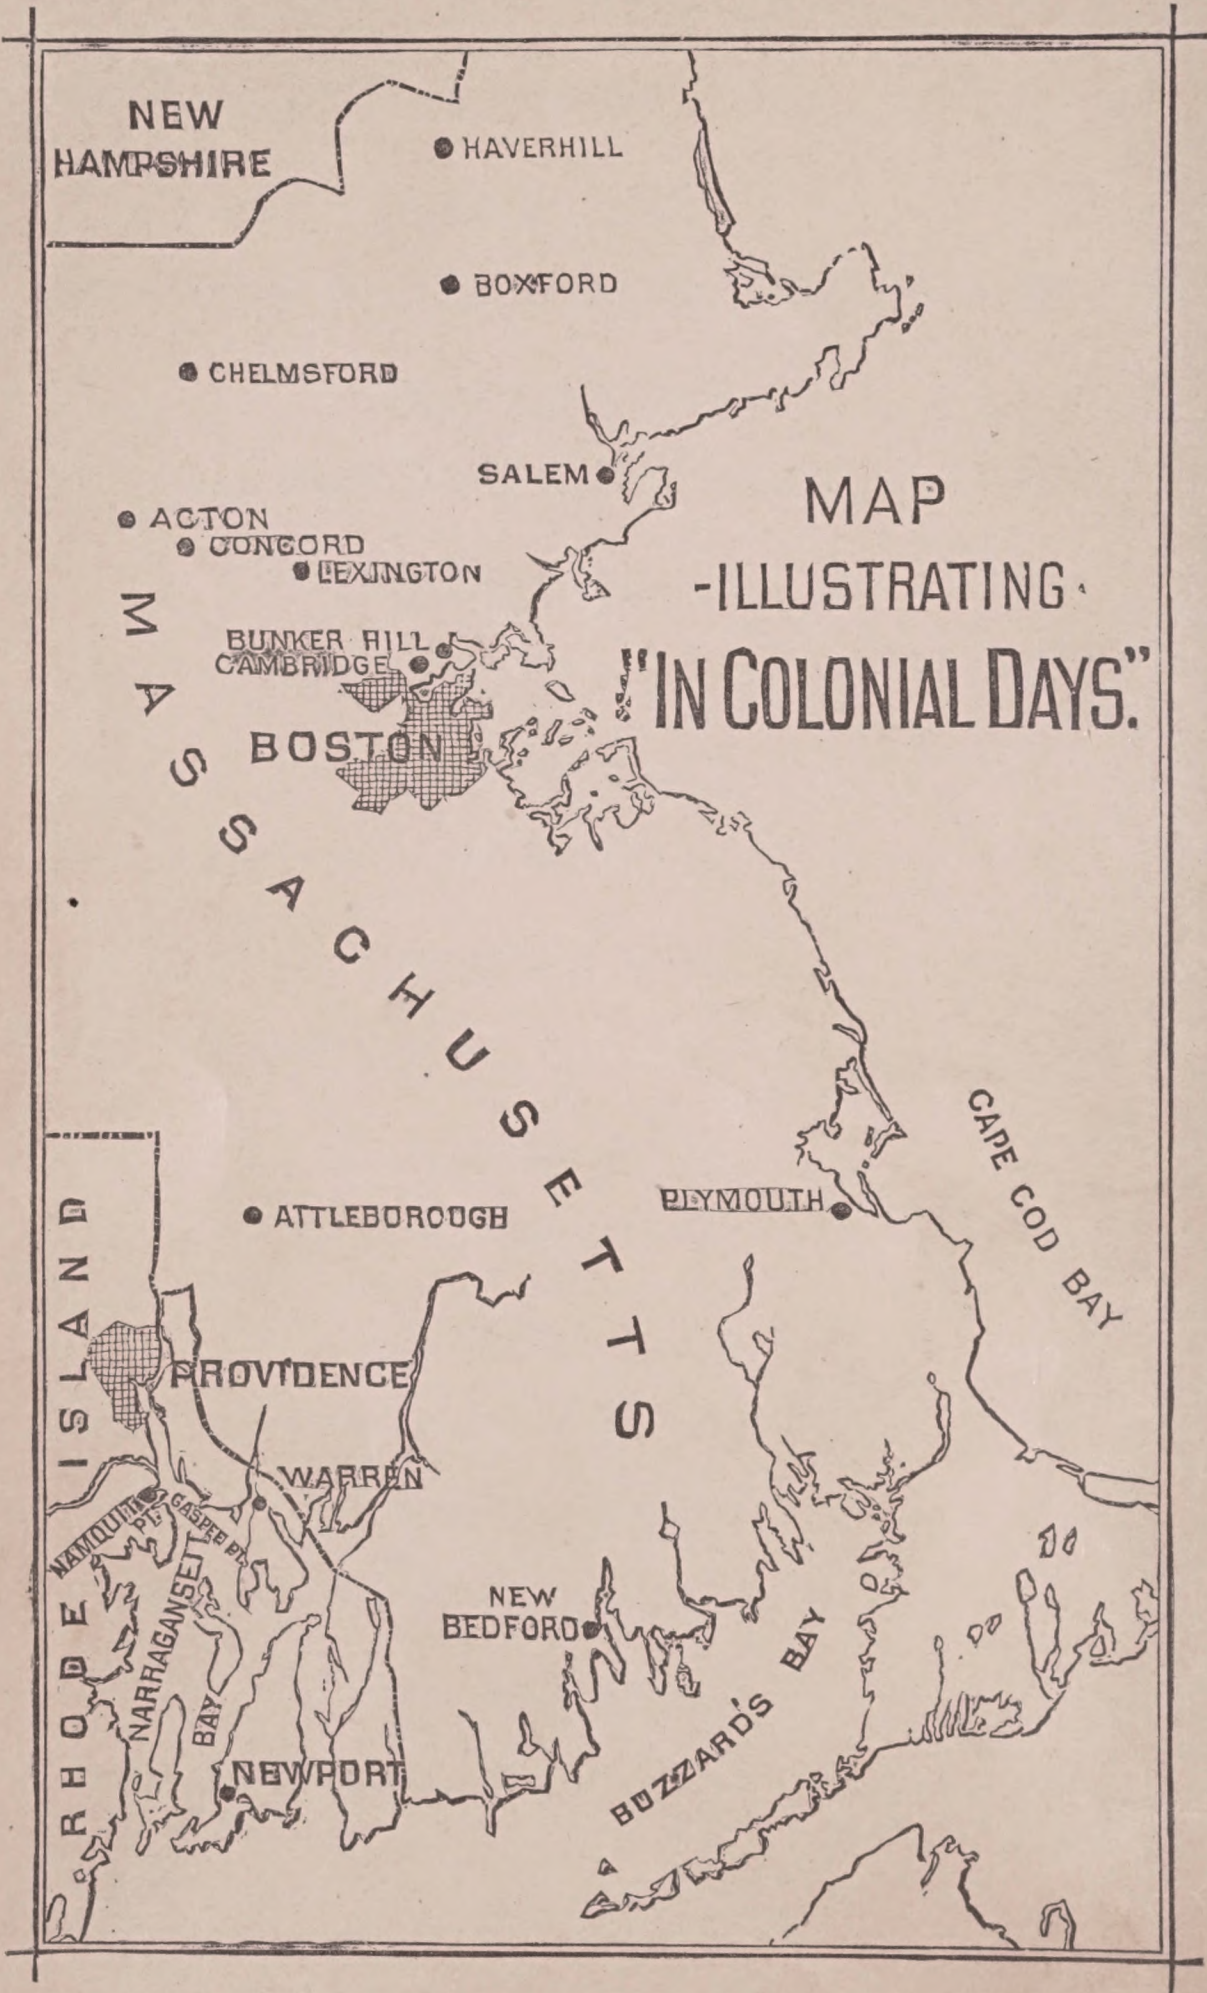 NEW
HAMPSHIRE
HAVERHILL
BOXFORD
CHELMSFORD
SALEM
MAP
-ILLUSTRATING-
"IN COLONIAL DAYS."
ACTON
CONCORD
LEXINGTON
BUNKER HILL
CAMBRIDGE
BOSTON
MASSACHUSETTS
CAPE COD BAY
PLYMOUTH
ATTLEBOROUGH
RHODE ISLAND
PROVIDENCE
WARREN
NAMQUIT
PT.
GASPEE PT.
NARRAGANSETT
BAY
NEW
BEDFORD
BUZZARD'S BAY
NEWPORT